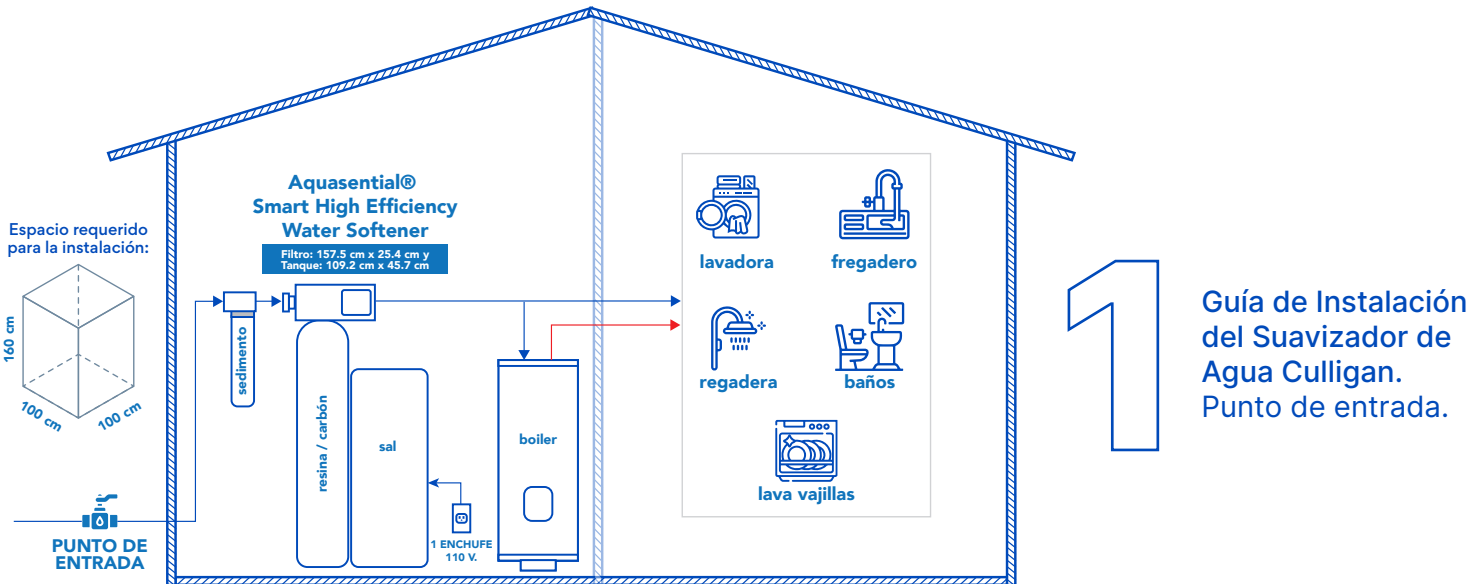 Aquasential®
Smart High Efficiency
Water Softener
Filtro: 157.5 cm x 25.4 cm y
Tanque: 109.2 cm x 45.7 cm
Espacio requerido
para la instalación:
160 cm
100 cm
100 cm
PUNTO DE
ENTRADA
sedimento
resina / carbón
sal
1 ENCHUFE
110 V.
boiler
lavadora
fregadero
regadera
baños
lava vajillas
1
Guía de Instalación
del Suavizador de
Agua Culligan.
Punto de entrada.